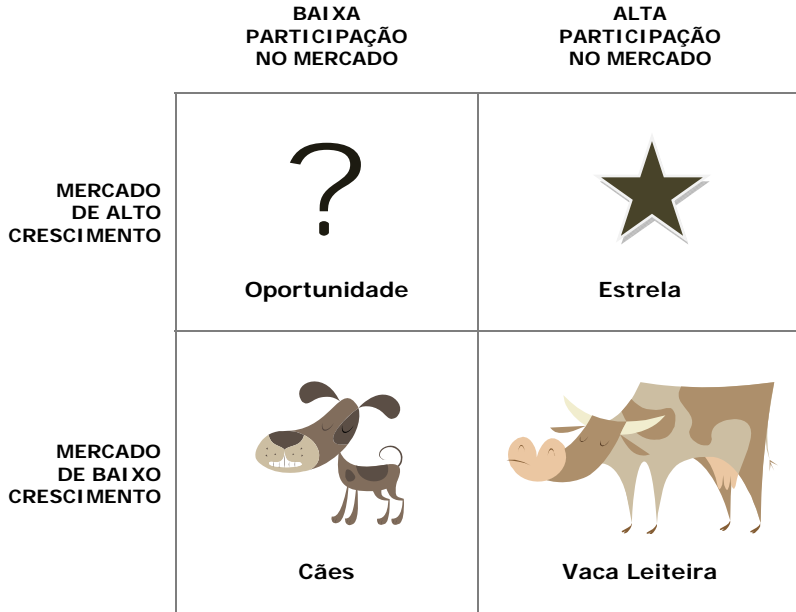 BAIXA
PARTICIPAÇÃO
NO MERCADO
ALTA
PARTICIPAÇÃO
NO MERCADO
MERCADO
DE ALTO
CRESCIMENTO
?
Oportunidade
Estrela
MERCADO
DE BAIXO
CRESCIMENTO
Cães
Vaca Leiteira